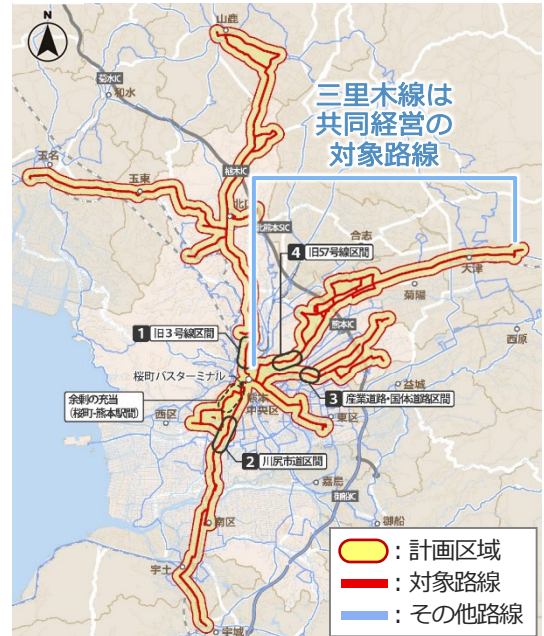 N
山鹿
菊水IC
和水
三里木線は
共同経営の
対象路線
玉名
植木IC
玉東
北区
北熊本SIC
合志
4 旧57号線区間
大津
菊陽
1 旧3号線区間
熊本IC
西原
桜町バスターミナル
益城
余剰の充当
(桜町-熊本駅間)
熊本
中央区
3 産業道路・国体道路区間
西区
東区
2 川尻市道区間
嘉島
御船IC
南区
御船
宇土
宇城
：計画区域
：対象路線
：その他路線